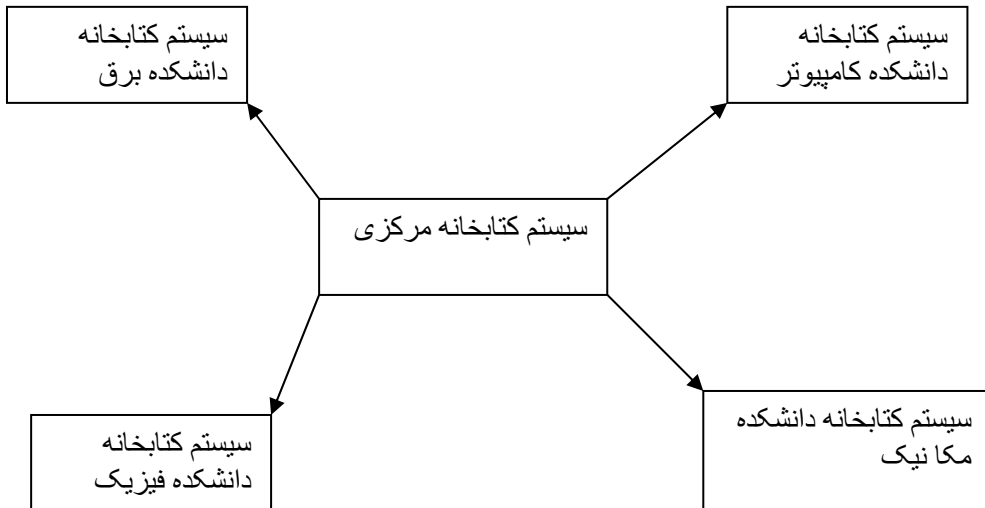 سیستم کتابخانه
دانشکده کامپیوتر
سیستم کتابخانه
دانشکده برق
سیستم کتابخانه مرکزی
سیستم کتابخانه دانشکده
مکا نیک
سیستم کتابخانه
دانشکده فیزیک